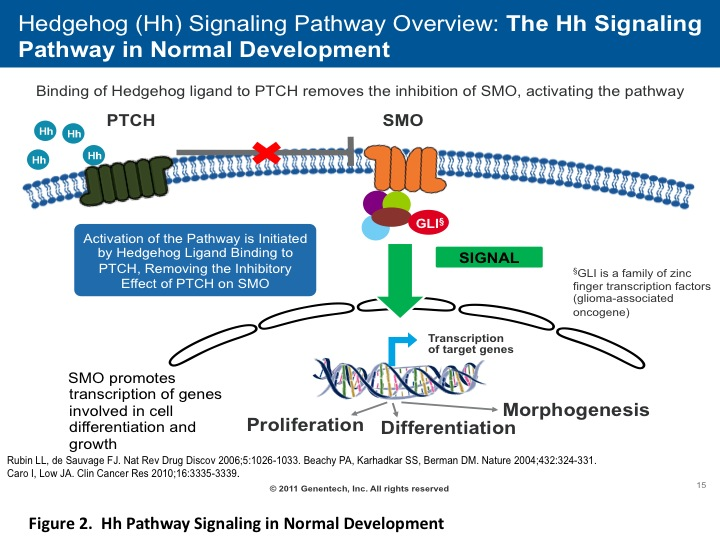 Hedgehog (Hh) Signaling Pathway Overview: The Hh Signaling
Pathway in Normal Development
Binding of Hedgehog ligand to PTCH removes the inhibition of SMO, activating the pathway
PTCH
SMO
Hh
Hh
Hh
Hh
GLI§
Activation of the Pathway is Initiated
by Hedgehog Ligand Binding to
PTCH, Removing the Inhibitory
Effect of PTCH on SMO
SIGNAL
§GLI is a family of zinc
finger transcription factors
(glioma-associated
oncogene)
Transcription
of target genes
SMO promotes
transcription of genes
involved in cell
differentiation and
growth
Proliferation
Differentiation
Morphogenesis
Rubin LL, de Sauvage FJ. Nat Rev Drug Discov 2006;5:1026-1033. Beachy PA, Karhadkar SS, Berman DM. Nature 2004;432:324-331.
Caro I, Low JA. Clin Cancer Res 2010;16:3335-3339.
© 2011 Genentech, Inc. All rights reserved
15
Figure 2. Hh Pathway Signaling in Normal Development